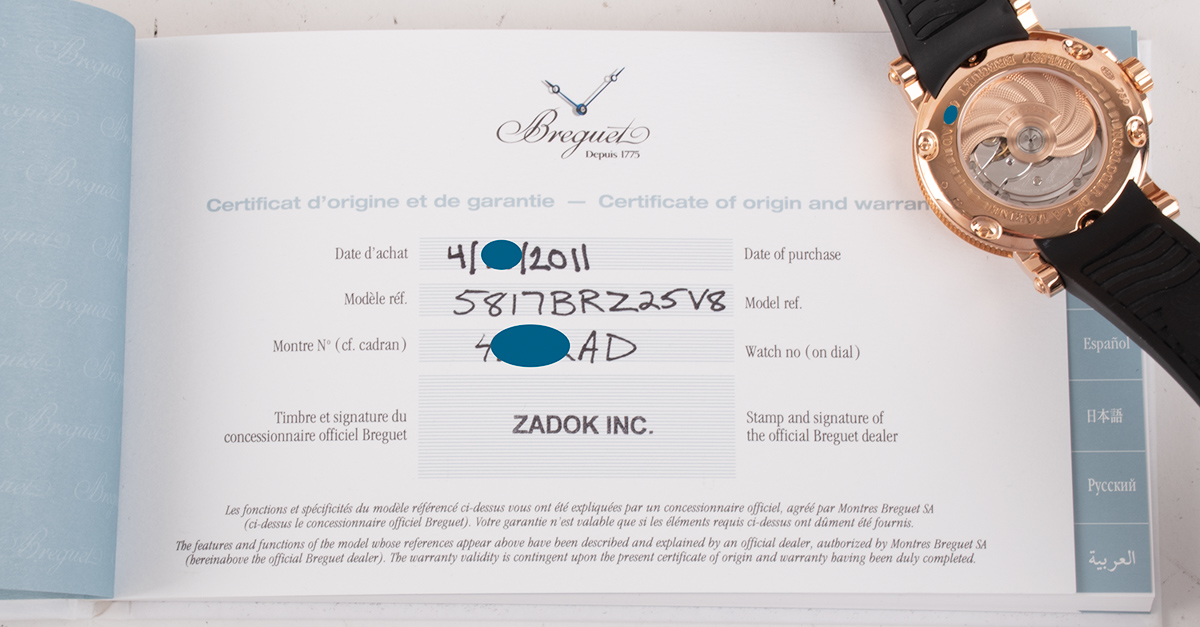 Breguet
Depuis 1775
Certificat d'origine et de garantie — Certificate of origin and warran
Date d'achat 4/ /2011 Date of purchase
Modèle réf. 5817BRZ25V8 Model ref.
Montre N° (cf. cadran) 4 AD Watch no (on dial)
Timbre et signature du
concessionnaire officiel Breguet
ZADOK INC.
Stamp and signature of
the official Breguet dealer
Les fonctions et spécificités du modèle référencé ci-dessus vous ont été expliquées par un concessionnaire officiel, agréé par Montres Breguet SA
(ci-dessus le concessionnaire officiel Breguet). Votre garantie n'est valable que si les éléments requis ci-dessus ont dûment été fournis.
The features and functions of the model whose references appear above have been described and explained by an official dealer, authorized by Montres Breguet SA
(hereinabove the official Breguet dealer). The warranty validity is contingent upon the present certificate of origin and warranty having been duly completed.
Español
日本語
Русский
العربية